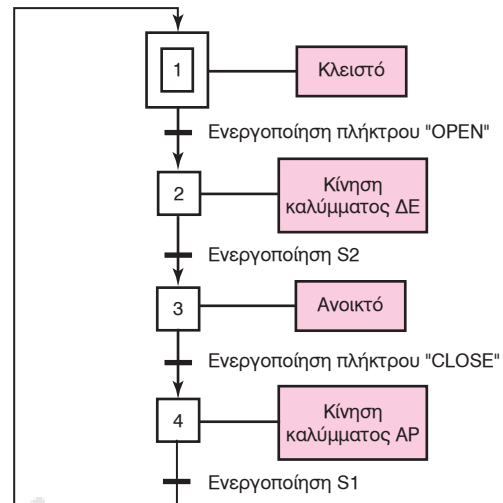 1
Κλειστό
Ενεργοποίηση πλήκτρου "OPEN"
2
Κίνηση
καλύμματος ΔΕ
Ενεργοποίηση S2
3
Ανοικτό
Ενεργοποίηση πλήκτρου "CLOSE"
4
Κίνηση
καλύμματος ΑΡ
Ενεργοποίηση S1